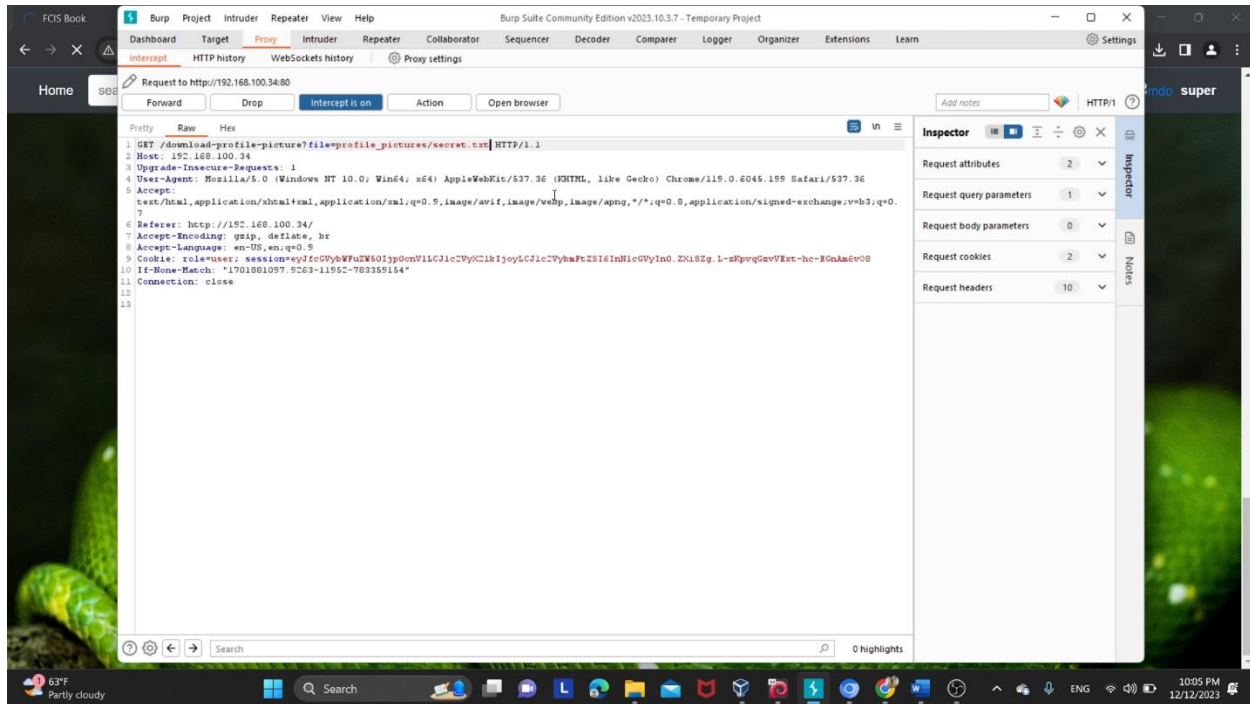 FCIS Book
Burp Project Intruder Repeater View Help
Burp Suite Community Edition v2023.10.3.7 - Temporary Project
Dashboard Target Proxy Intruder Repeater Collaborator Sequencer Decoder Comparer Logger Organizer Extensions Learn
Settings
Intercept HTTP history WebSockets history Proxy settings
Home sea
Request to http://192.168.100.34:80
mdo super
Forward Drop Intercept is on Action Open browser
Add notes HTTP/1
Pretty Raw Hex
\n
Inspector
1 GET /download-profile-picture?file=profile_pictures/secret.txt HTTP/1.1
2 Host: 192.168.100.34
3 Upgrade-Insecure-Requests: 1
4 User-Agent: Mozilla/5.0 (Windows NT 10.0; Win64; x64) AppleWebKit/537.36 (KHTML, like Gecko) Chrome/119.0.6045.199 Safari/537.36
5 Accept:
text/html,application/xhtml+xml,application/xml;q=0.9,image/avif,image/webp,image/apng,*/*;q=0.8,application/signed-exchange;v=b3;q=0.
7
6 Referer: http://192.168.100.34/
7 Accept-Encoding: gzip, deflate, br
8 Accept-Language: en-US,en;q=0.9
9 Cookie: role=user;
10 If-None-Match:
11 Connection: close
12
13
Request attributes 2
Request query parameters 1
Request body parameters 0
Request cookies 2
Request headers 10
Inspector
Notes
Search
0 highlights
1
63°F
Partly cloudy
Search
ENG
10:05 PM
12/12/2023